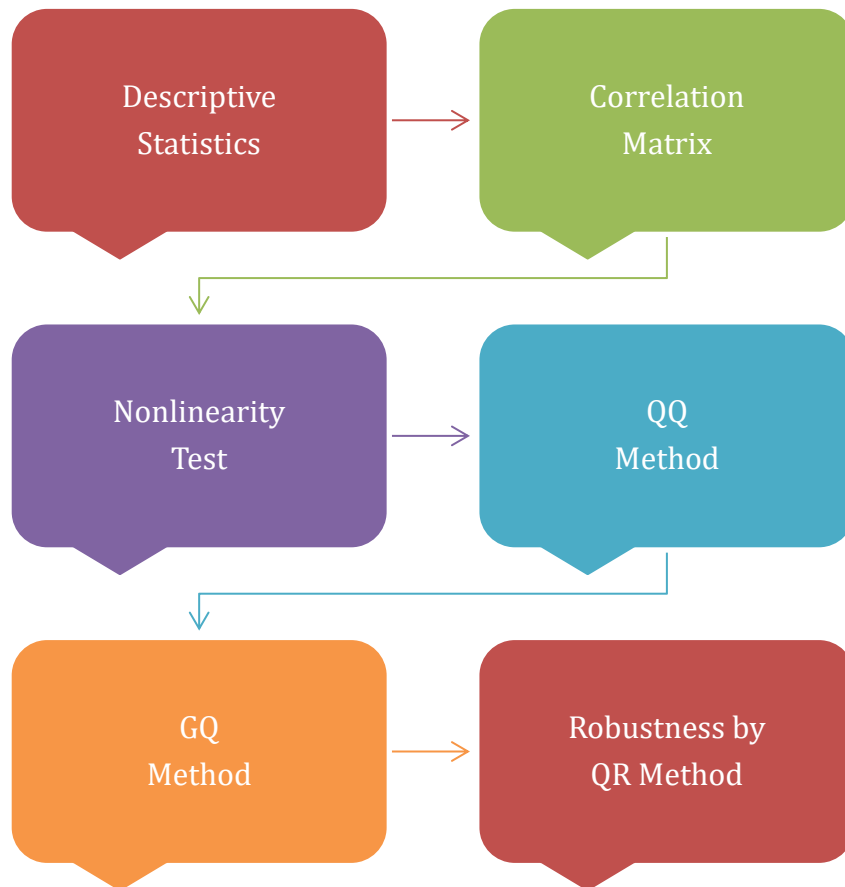 Descriptive
Statistics
Correlation
Matrix
Nonlinearity
Test
QQ
Method
GQ
Method
Robustness by
QR Method